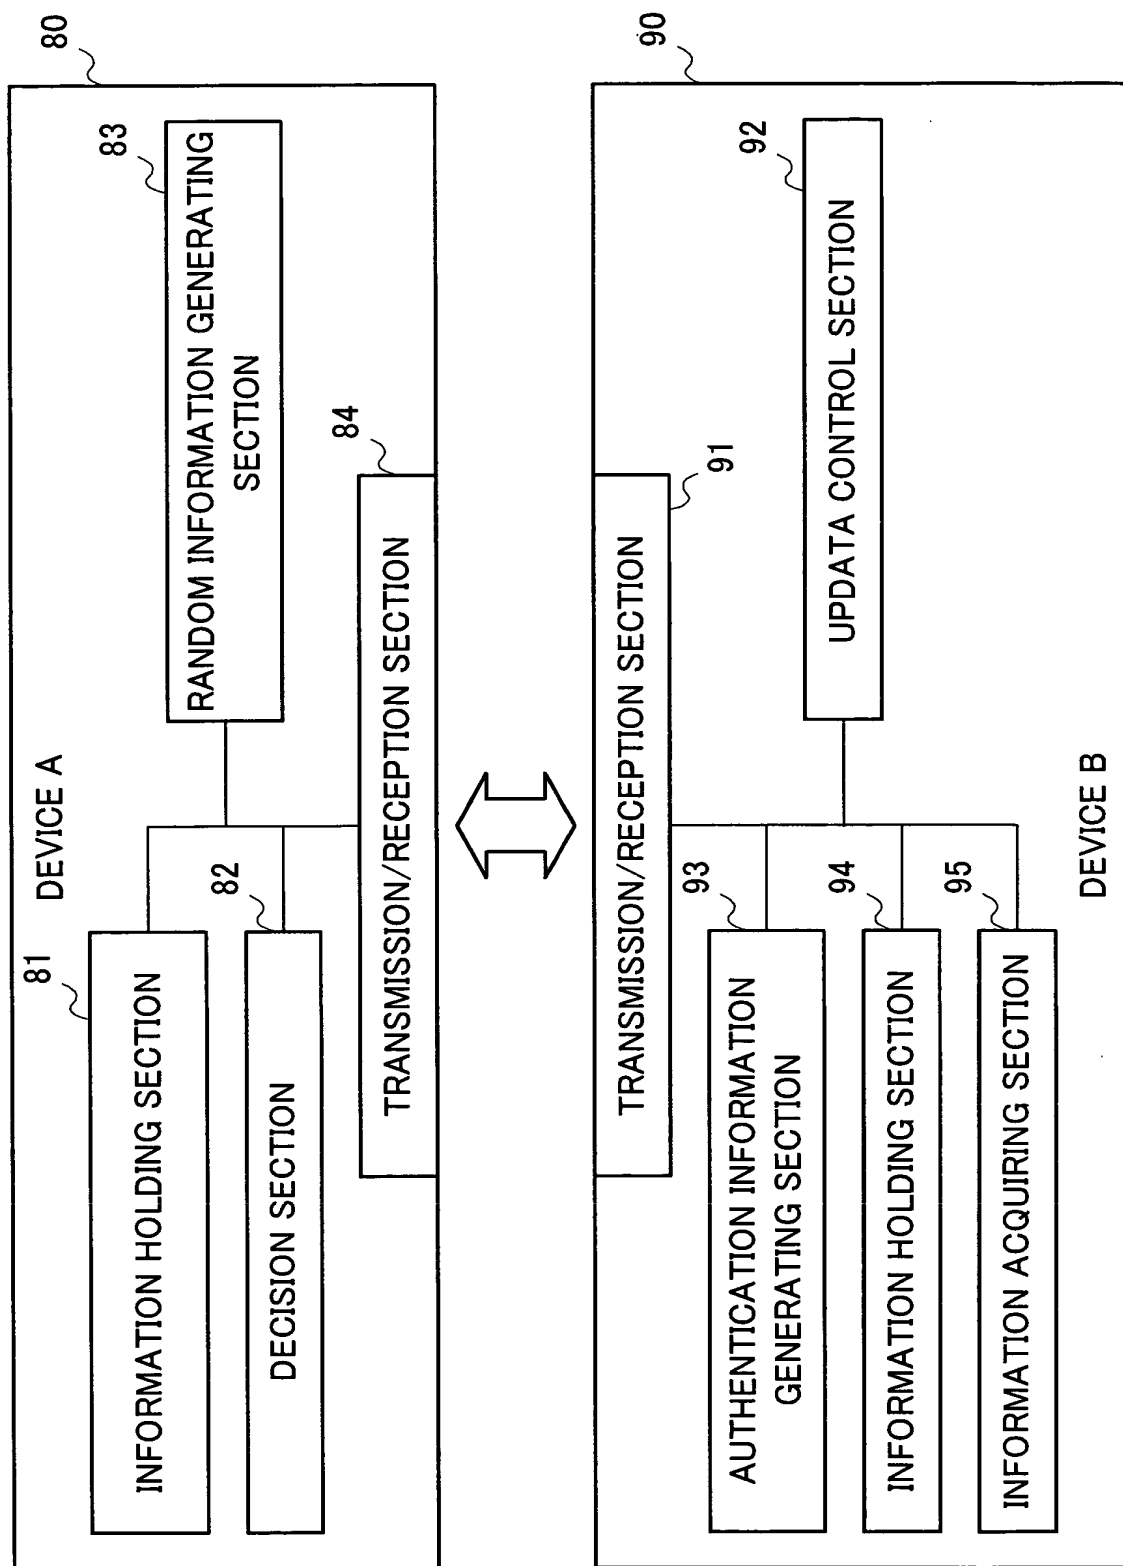 80
DEVICE A
81
INFORMATION HOLDING SECTION
82
DECISION SECTION
83
RANDOM INFORMATION GENERATING
SECTION
84
TRANSMISSION/RECEPTION SECTION
90
91
TRANSMISSION/RECEPTION SECTION
92
UPDATA CONTROL SECTION
93
AUTHENTICATION INFORMATION
GENERATING SECTION
94
INFORMATION HOLDING SECTION
95
INFORMATION ACQUIRING SECTION
DEVICE B